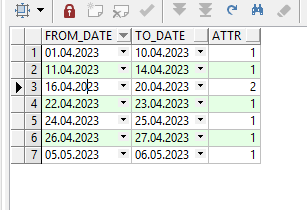 FROM_DATE TO_DATE ATTR
1 01.04.2023 10.04.2023 1
2 11.04.2023 14.04.2023 1
3 16.04.2023 20.04.2023 2
4 22.04.2023 23.04.2023 1
5 24.04.2023 25.04.2023 1
6 26.04.2023 27.04.2023 1
7 05.05.2023 06.05.2023 1